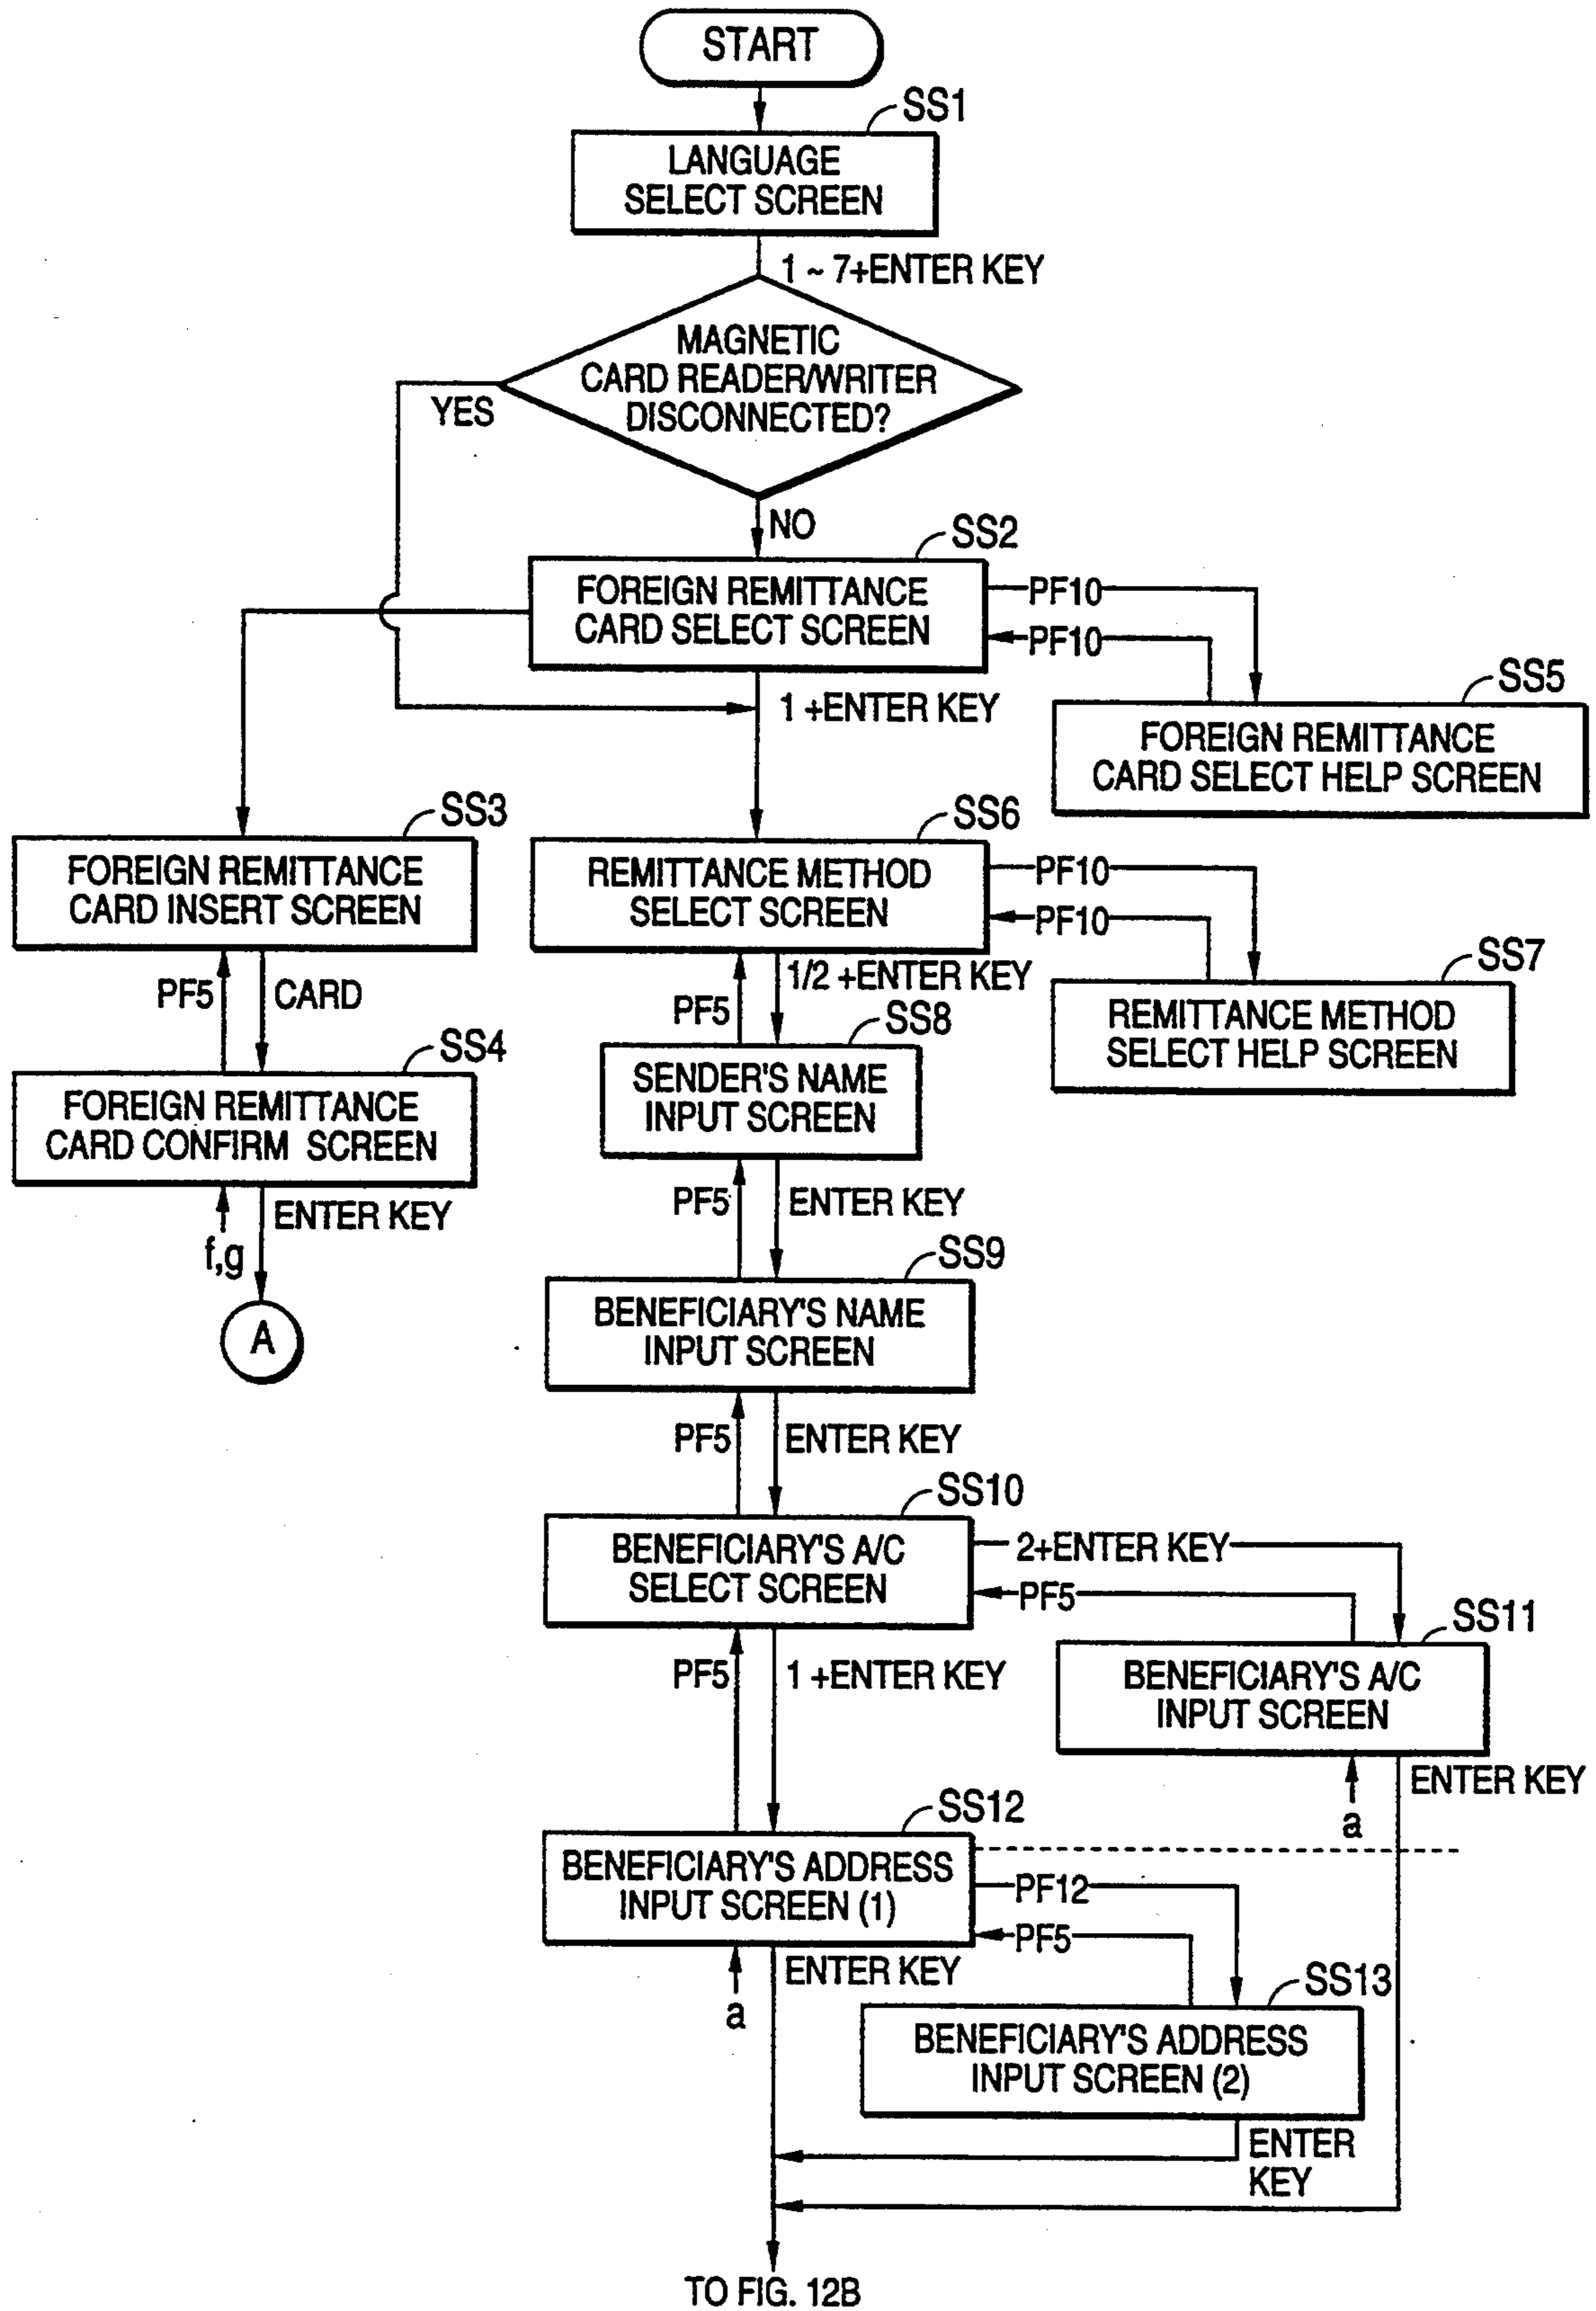 START
SS1
LANGUAGE
SELECT SCREEN
1 ~ 7+ENTER KEY
MAGNETIC
CARD READER/WRITER
DISCONNECTED?
YES
NO
SS2
FOREIGN REMITTANCE
CARD SELECT SCREEN
PF10
PF10
1 +ENTER KEY
SS5
FOREIGN REMITTANCE
CARD SELECT HELP SCREEN
SS3
FOREIGN REMITTANCE
CARD INSERT SCREEN
SS6
REMITTANCE METHOD
SELECT SCREEN
PF10
PF10
SS7
REMITTANCE METHOD
SELECT HELP SCREEN
PF5
CARD
PF5
1/2 +ENTER KEY
SS4
FOREIGN REMITTANCE
CARD CONFIRM SCREEN
SS8
SENDER'S NAME
INPUT SCREEN
f,g
ENTER KEY
A
PF5
ENTER KEY
SS9
BENEFICIARY'S NAME
INPUT SCREEN
PF5
ENTER KEY
SS10
BENEFICIARY'S A/C
SELECT SCREEN
2+ENTER KEY
PF5
SS11
BENEFICIARY'S A/C
INPUT SCREEN
PF5
1 +ENTER KEY
a
ENTER KEY
SS12
BENEFICIARY'S ADDRESS
INPUT SCREEN (1)
PF12
PF5
a
ENTER KEY
SS13
BENEFICIARY'S ADDRESS
INPUT SCREEN (2)
ENTER
KEY
TO FIG. 12B